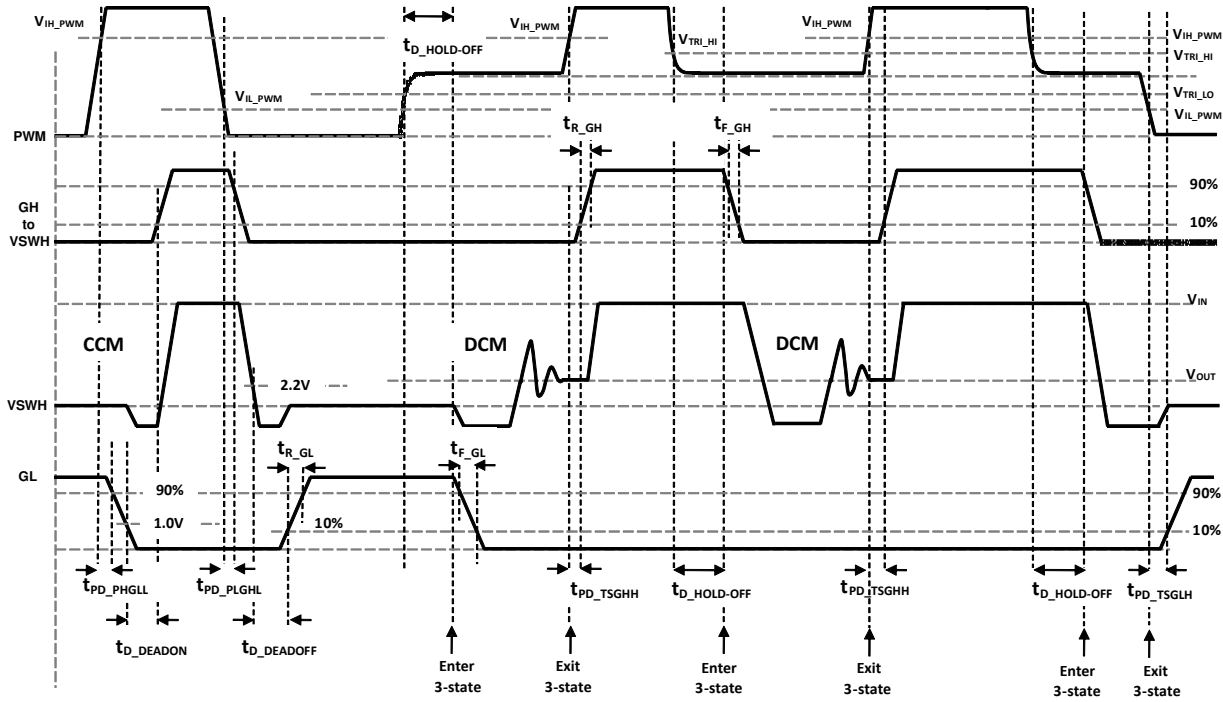 V_IH_PWM
V_IH_PWM
V_IH_PWM
V_IH_PWM
t_D_HOLD-OFF
V_TRI_HI
V_TRI_HI
V_IL_PWM
V_TRI_LO
V_IL_PWM
PWM
t_R_GH
t_F_GH
90%
GH
to
VSWH
10%
V_IN
CCM
DCM
DCM
2.2V
V_OUT
VSWH
t_R_GL
t_F_GL
GL
90%
90%
1.0V
10%
10%
t_PD_PHGLL
t_PD_PLGHL
t_PD_TSGHH
t_D_HOLD-OFF
t_PD_TSGHH
t_D_HOLD-OFF
t_PD_TSGLH
t_D_DEADON
t_D_DEADOFF
Enter
3-state
Exit
3-state
Enter
3-state
Exit
3-state
Enter
3-state
Exit
3-state